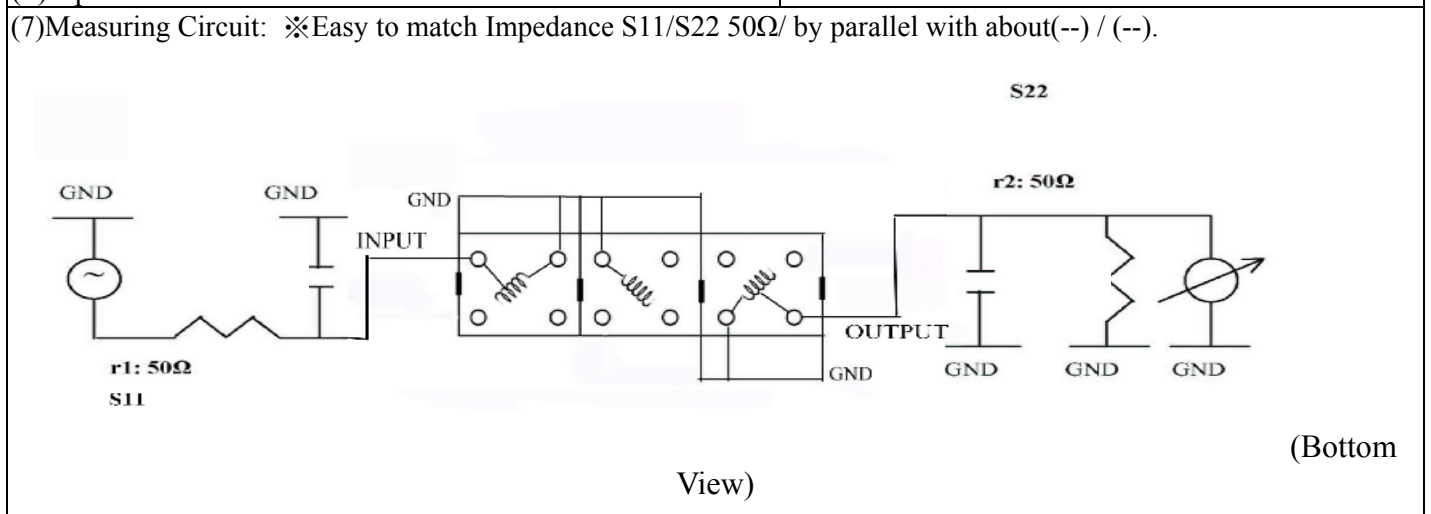 (7)Measuring Circuit: ※Easy to match Impedance S11/S22 50Ω/ by parallel with about(--) / (--).
S22
r2: 50Ω
GND
GND
GND
INPUT
OUTPUT
GND
GND
GND
GND
r1: 50Ω
S11
(Bottom
View)